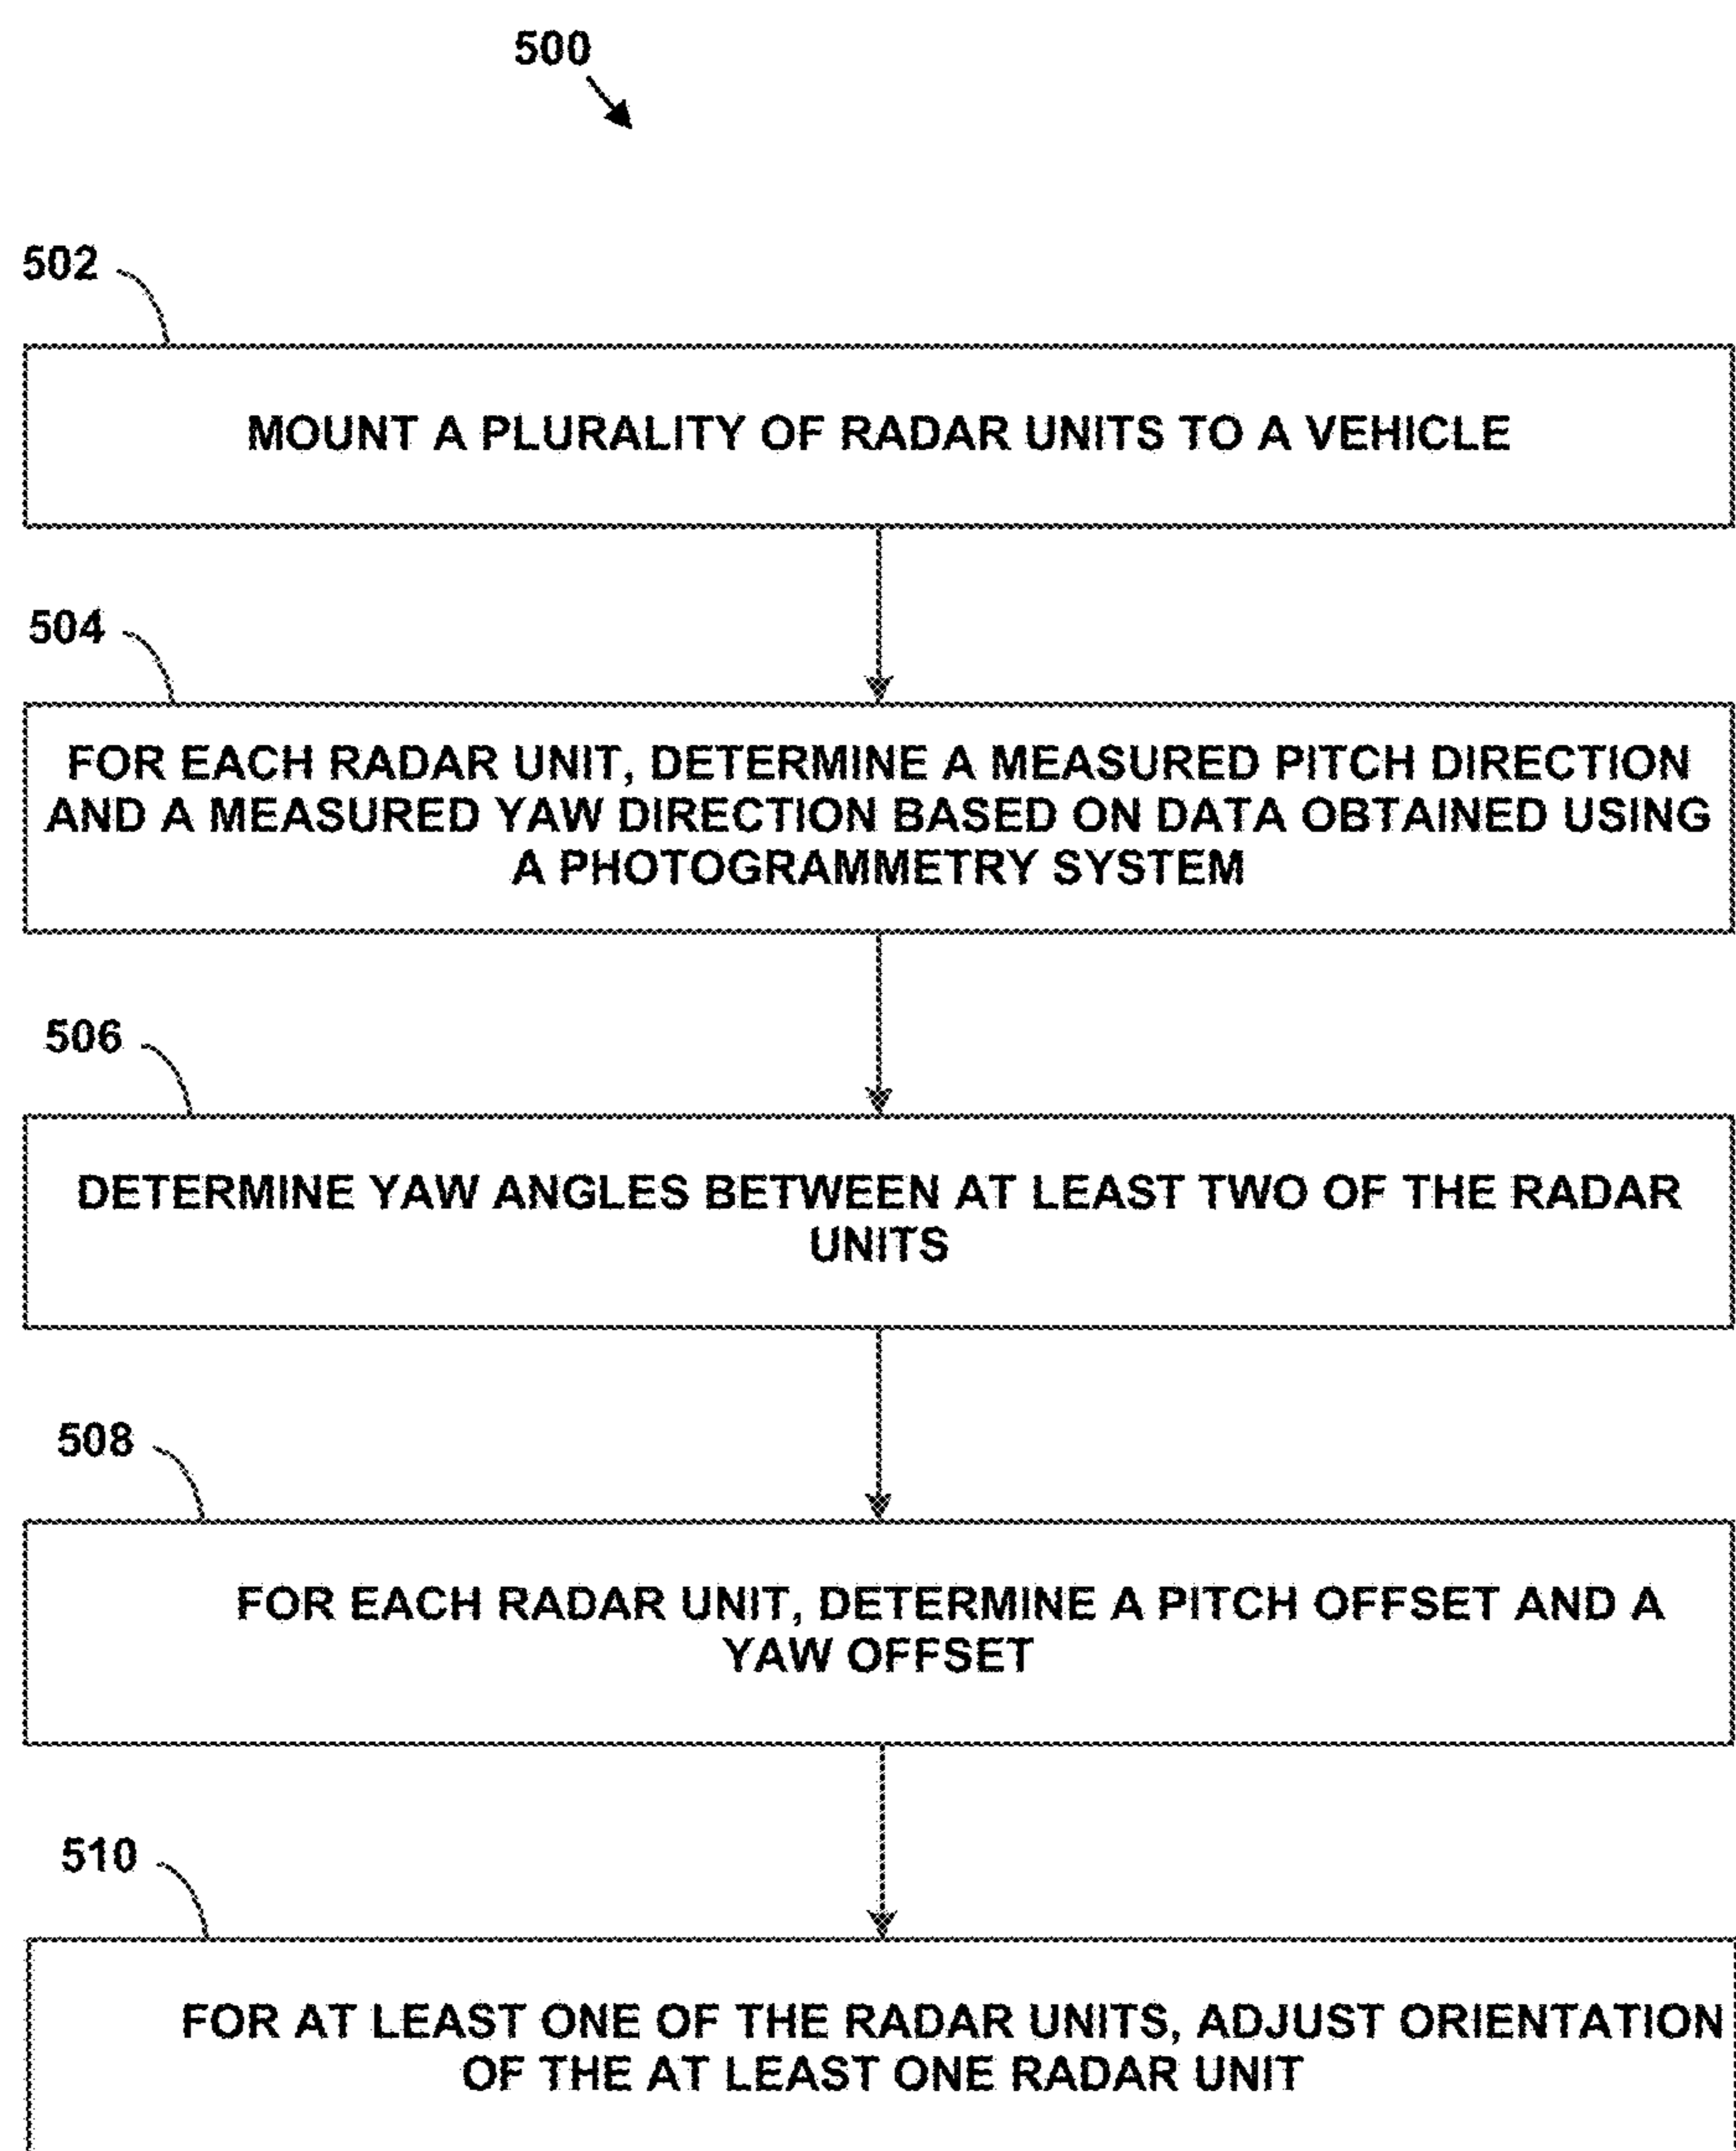 500
502
MOUNT A PLURALITY OF RADAR UNITS TO A VEHICLE
504
FOR EACH RADAR UNIT, DETERMINE A MEASURED PITCH DIRECTION
AND A MEASURED YAW DIRECTION BASED ON DATA OBTAINED USING
A PHOTOGRAMMETRY SYSTEM
506
DETERMINE YAW ANGLES BETWEEN AT LEAST TWO OF THE RADAR
UNITS
508
FOR EACH RADAR UNIT, DETERMINE A PITCH OFFSET AND A
YAW OFFSET
510
FOR AT LEAST ONE OF THE RADAR UNITS, ADJUST ORIENTATION
OF THE AT LEAST ONE RADAR UNIT